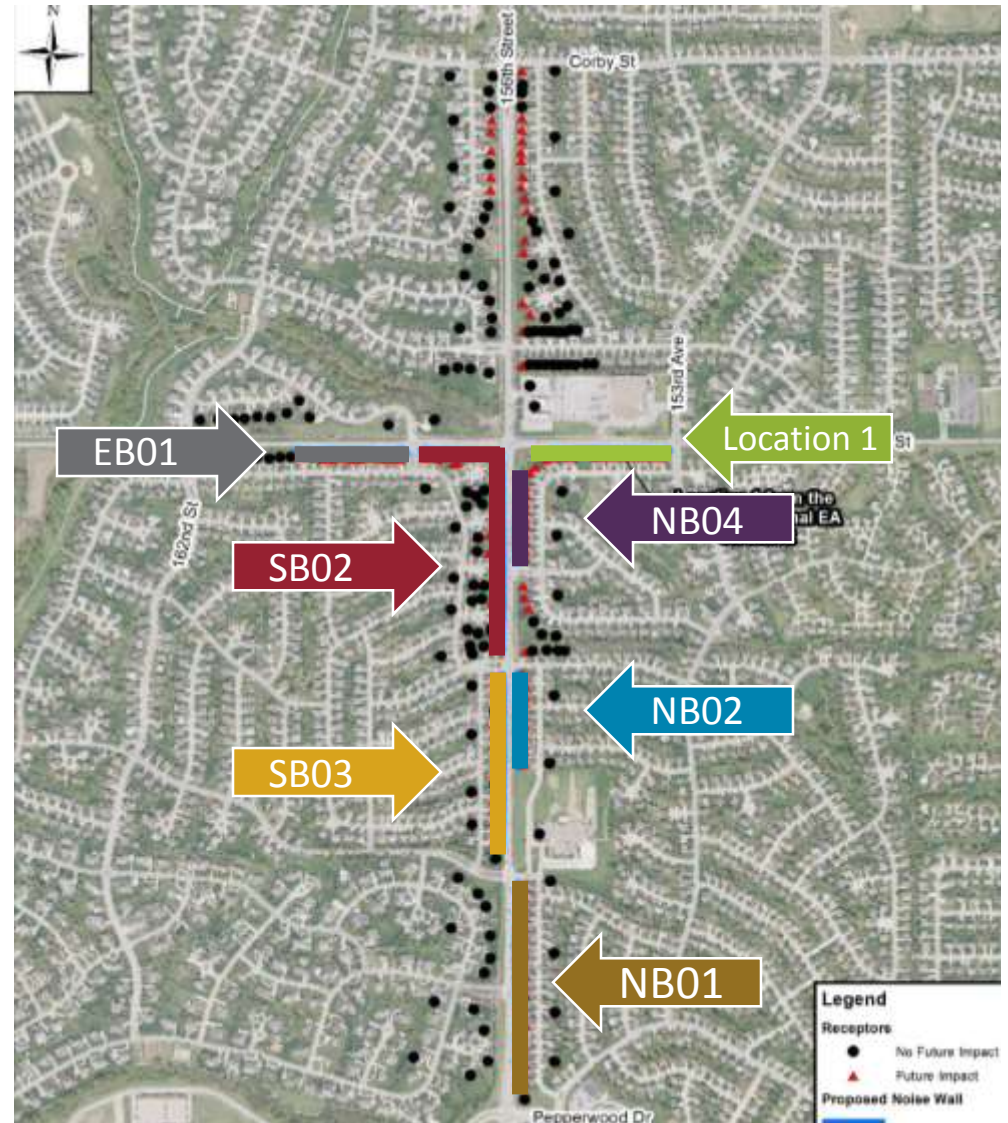 N
156th Street
Corby St
153rd Ave
EB01
Location 1
St
162nd St
NB04
SB02
NB02
SB03
NB01
Legend
Receptors
No Future Impact
Future Impact
Proposed Noise Wall
Pepperwood Dr